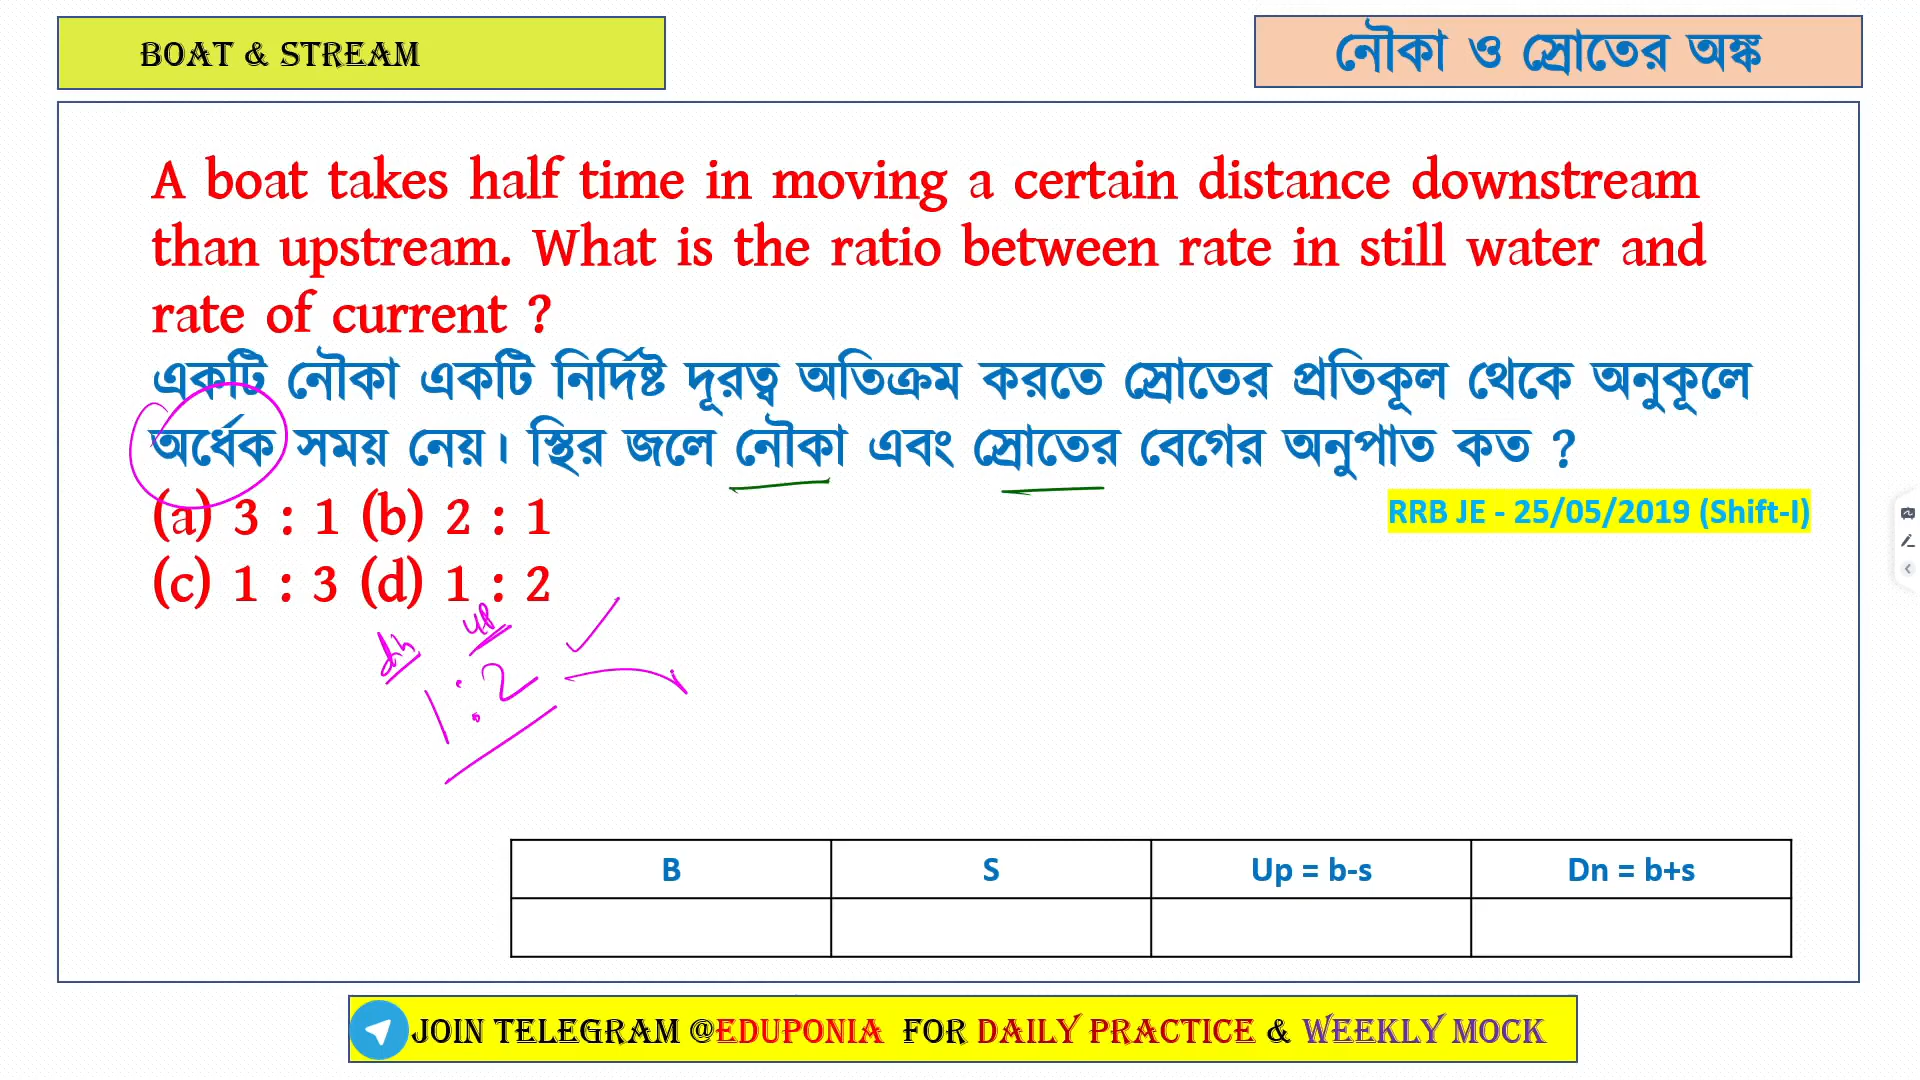 BOAT & STREAM
নৌকা ও স্রোতের অঙ্ক
A boat takes half time in moving a certain distance downstream
than upstream. What is the ratio between rate in still water and
rate of current ?
একটি নৌকা একটি নির্দিষ্ট দূরত্ব অতিক্রম করতে স্রোতের প্রতিকূল থেকে অনুকূলে
অর্ধেক সময় নেয়। স্থির জলে নৌকা এবং স্রোতের বেগের অনুপাত কত ?
(a) 3 : 1 (b) 2 : 1
RRB JE - 25/05/2019 (Shift-I)
(c) 1 : 3 (d) 1 : 2
dn up
1 : 2
B S Up = b-s Dn = b+s
JOIN TELEGRAM @EDUPONIA FOR DAILY PRACTICE & WEEKLY MOCK